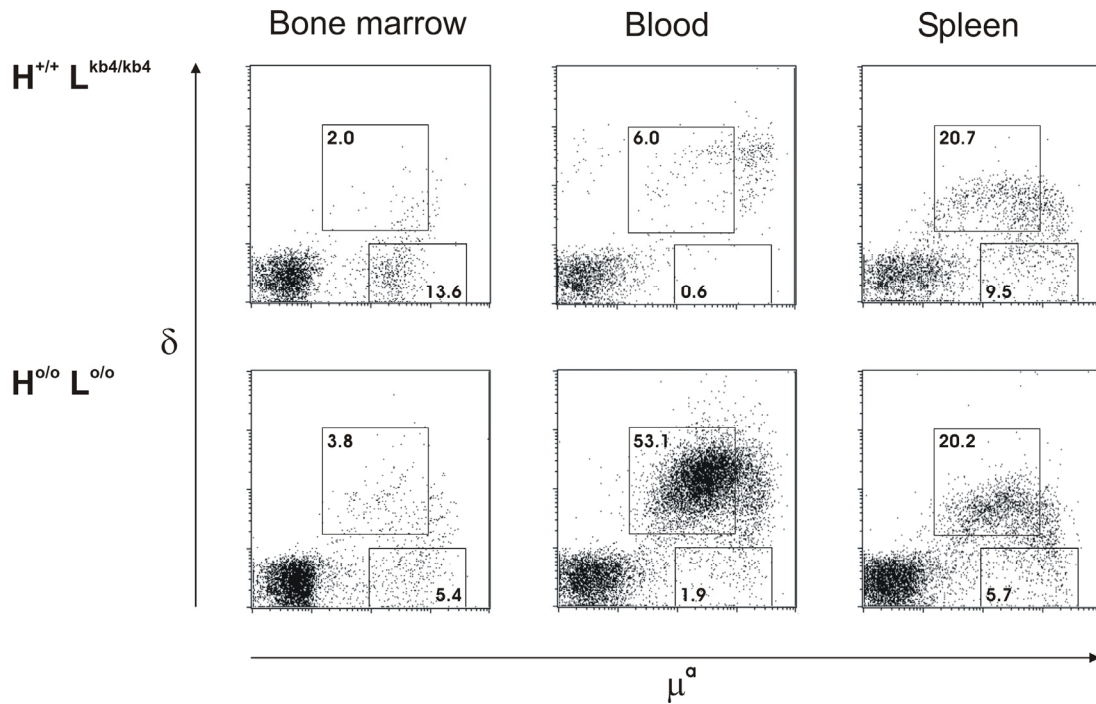 Bone marrow Blood Spleen
H+/+ Lkb4/kb4
2.0 6.0 20.7
13.6 0.6 9.5
δ
Ho/o Lo/o
3.8 53.1 20.2
5.4 1.9 5.7
μa